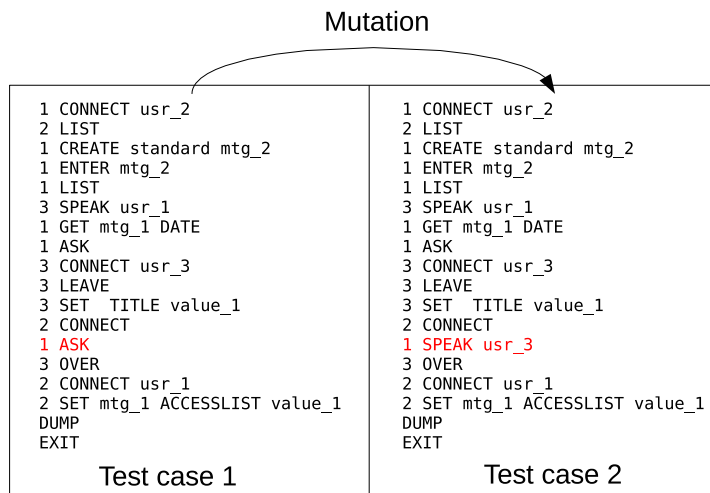 Mutation
1 CONNECT usr_2
2 LIST
1 CREATE standard mtg_2
1 ENTER mtg_2
1 LIST
3 SPEAK usr_1
1 GET mtg_1 DATE
1 ASK
3 CONNECT usr_3
3 LEAVE
3 SET  TITLE value_1
2 CONNECT
1 ASK
3 OVER
2 CONNECT usr_1
2 SET mtg_1 ACCESSLIST value_1
DUMP
EXIT
Test case 1
1 CONNECT usr_2
2 LIST
1 CREATE standard mtg_2
1 ENTER mtg_2
1 LIST
3 SPEAK usr_1
1 GET mtg_1 DATE
1 ASK
3 CONNECT usr_3
3 LEAVE
3 SET  TITLE value_1
2 CONNECT
1 SPEAK usr_3
3 OVER
2 CONNECT usr_1
2 SET mtg_1 ACCESSLIST value_1
DUMP
EXIT
Test case 2